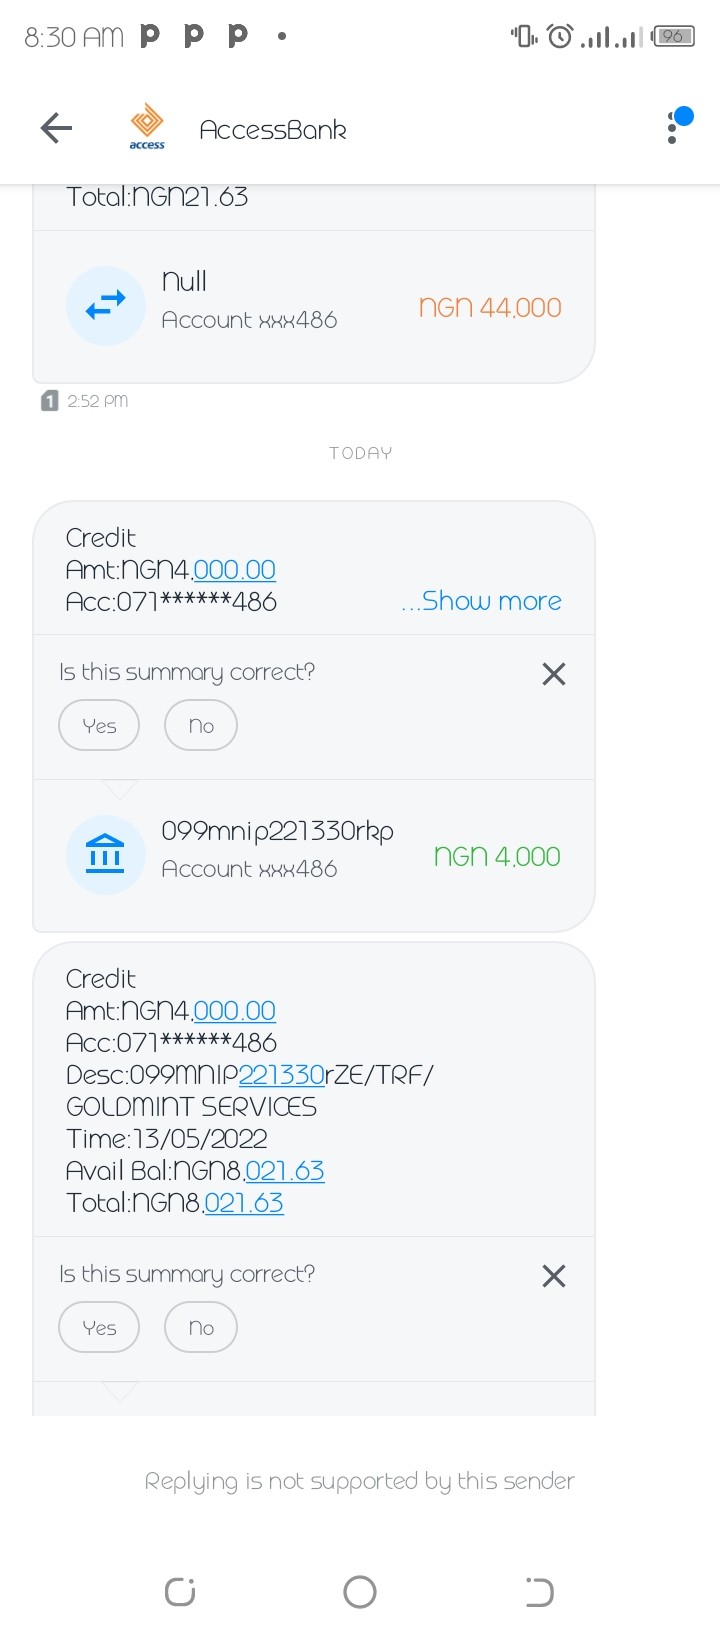 8:30 AM P P P • 96
access AccessBank
Total:NGN21.63
Null
Account xxx486
NGN 44,000
1 2:52 PM
TODAY
Credit
Amt:NGN4,000.00
Acc:071******486 ...Show more
Is this summary correct?
Yes No
099mnip221330rkp
Account xxx486
NGN 4,000
Credit
Amt:NGN4,000.00
Acc:071******486
Desc:099MNIP221330rZE/TRF/
GOLDMINT SERVICES
Time:13/05/2022
Avail Bal:NGN8,021.63
Total:NGN8,021.63
Is this summary correct?
Yes No
Replying is not supported by this sender